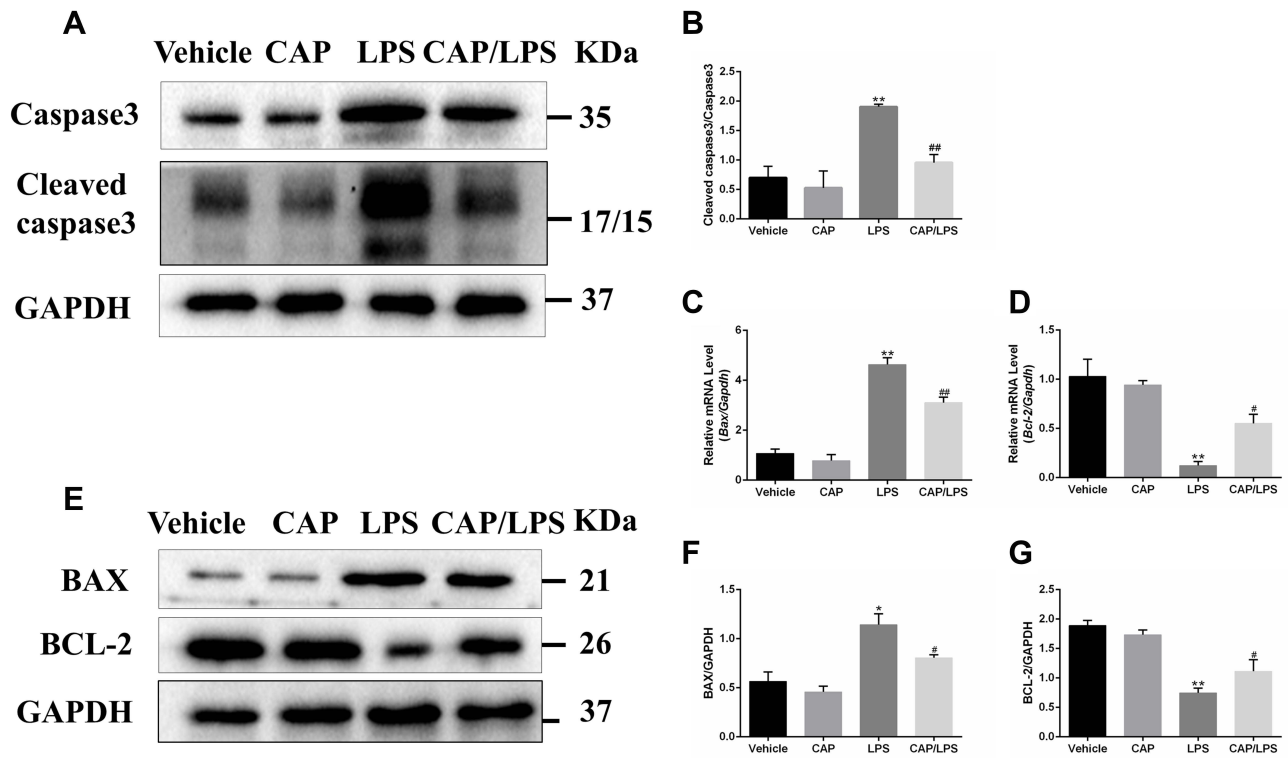 A
Vehicle CAP LPS CAP/LPS KDa
Caspase3
35
Cleaved
caspase3
17/15
GAPDH
37
B
Cleaved caspase3/Caspase3
2.5
2.0
1.5
1.0
0.5
0.0
**
##
Vehicle CAP LPS CAP/LPS
C
Relative mRNA Level
(Bax/Gapdh)
6
4
2
0
**
##
Vehicle CAP LPS CAP/LPS
D
Relative mRNA Level
(Bcl-2/Gapdh)
1.5
1.0
0.5
0.0
**
#
Vehicle CAP LPS CAP/LPS
E
Vehicle CAP LPS CAP/LPS KDa
BAX
21
BCL-2
26
GAPDH
37
F
BAX/GAPDH
1.5
1.0
0.5
0.0
*
#
Vehicle CAP LPS CAP/LPS
G
BCL-2/GAPDH
2.5
2.0
1.5
1.0
0.5
0.0
**
#
Vehicle CAP LPS CAP/LPS